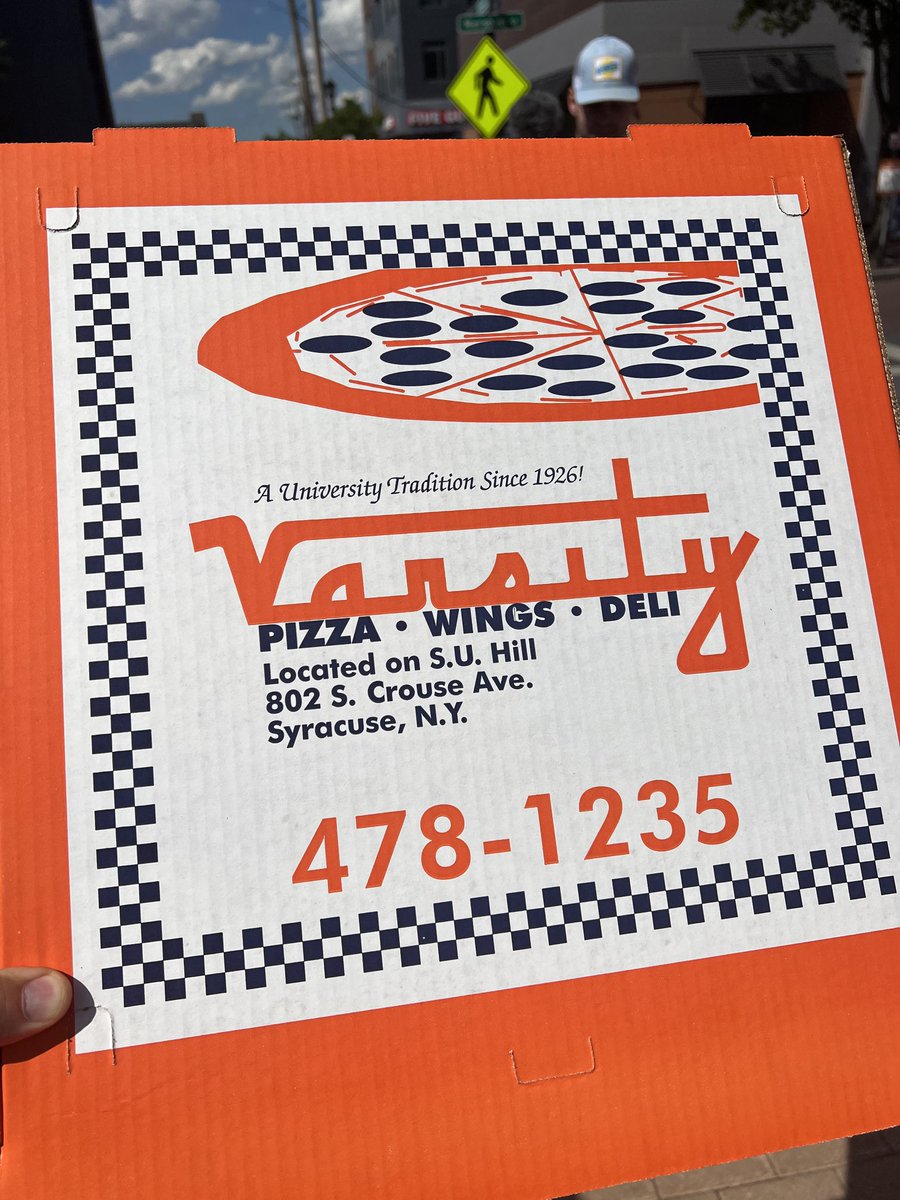 A University Tradition Since 1926!
Varsity
PIZZA • WINGS • DELI
Located on S.U. Hill
802 S. Crouse Ave.
Syracuse, N.Y.
478-1235